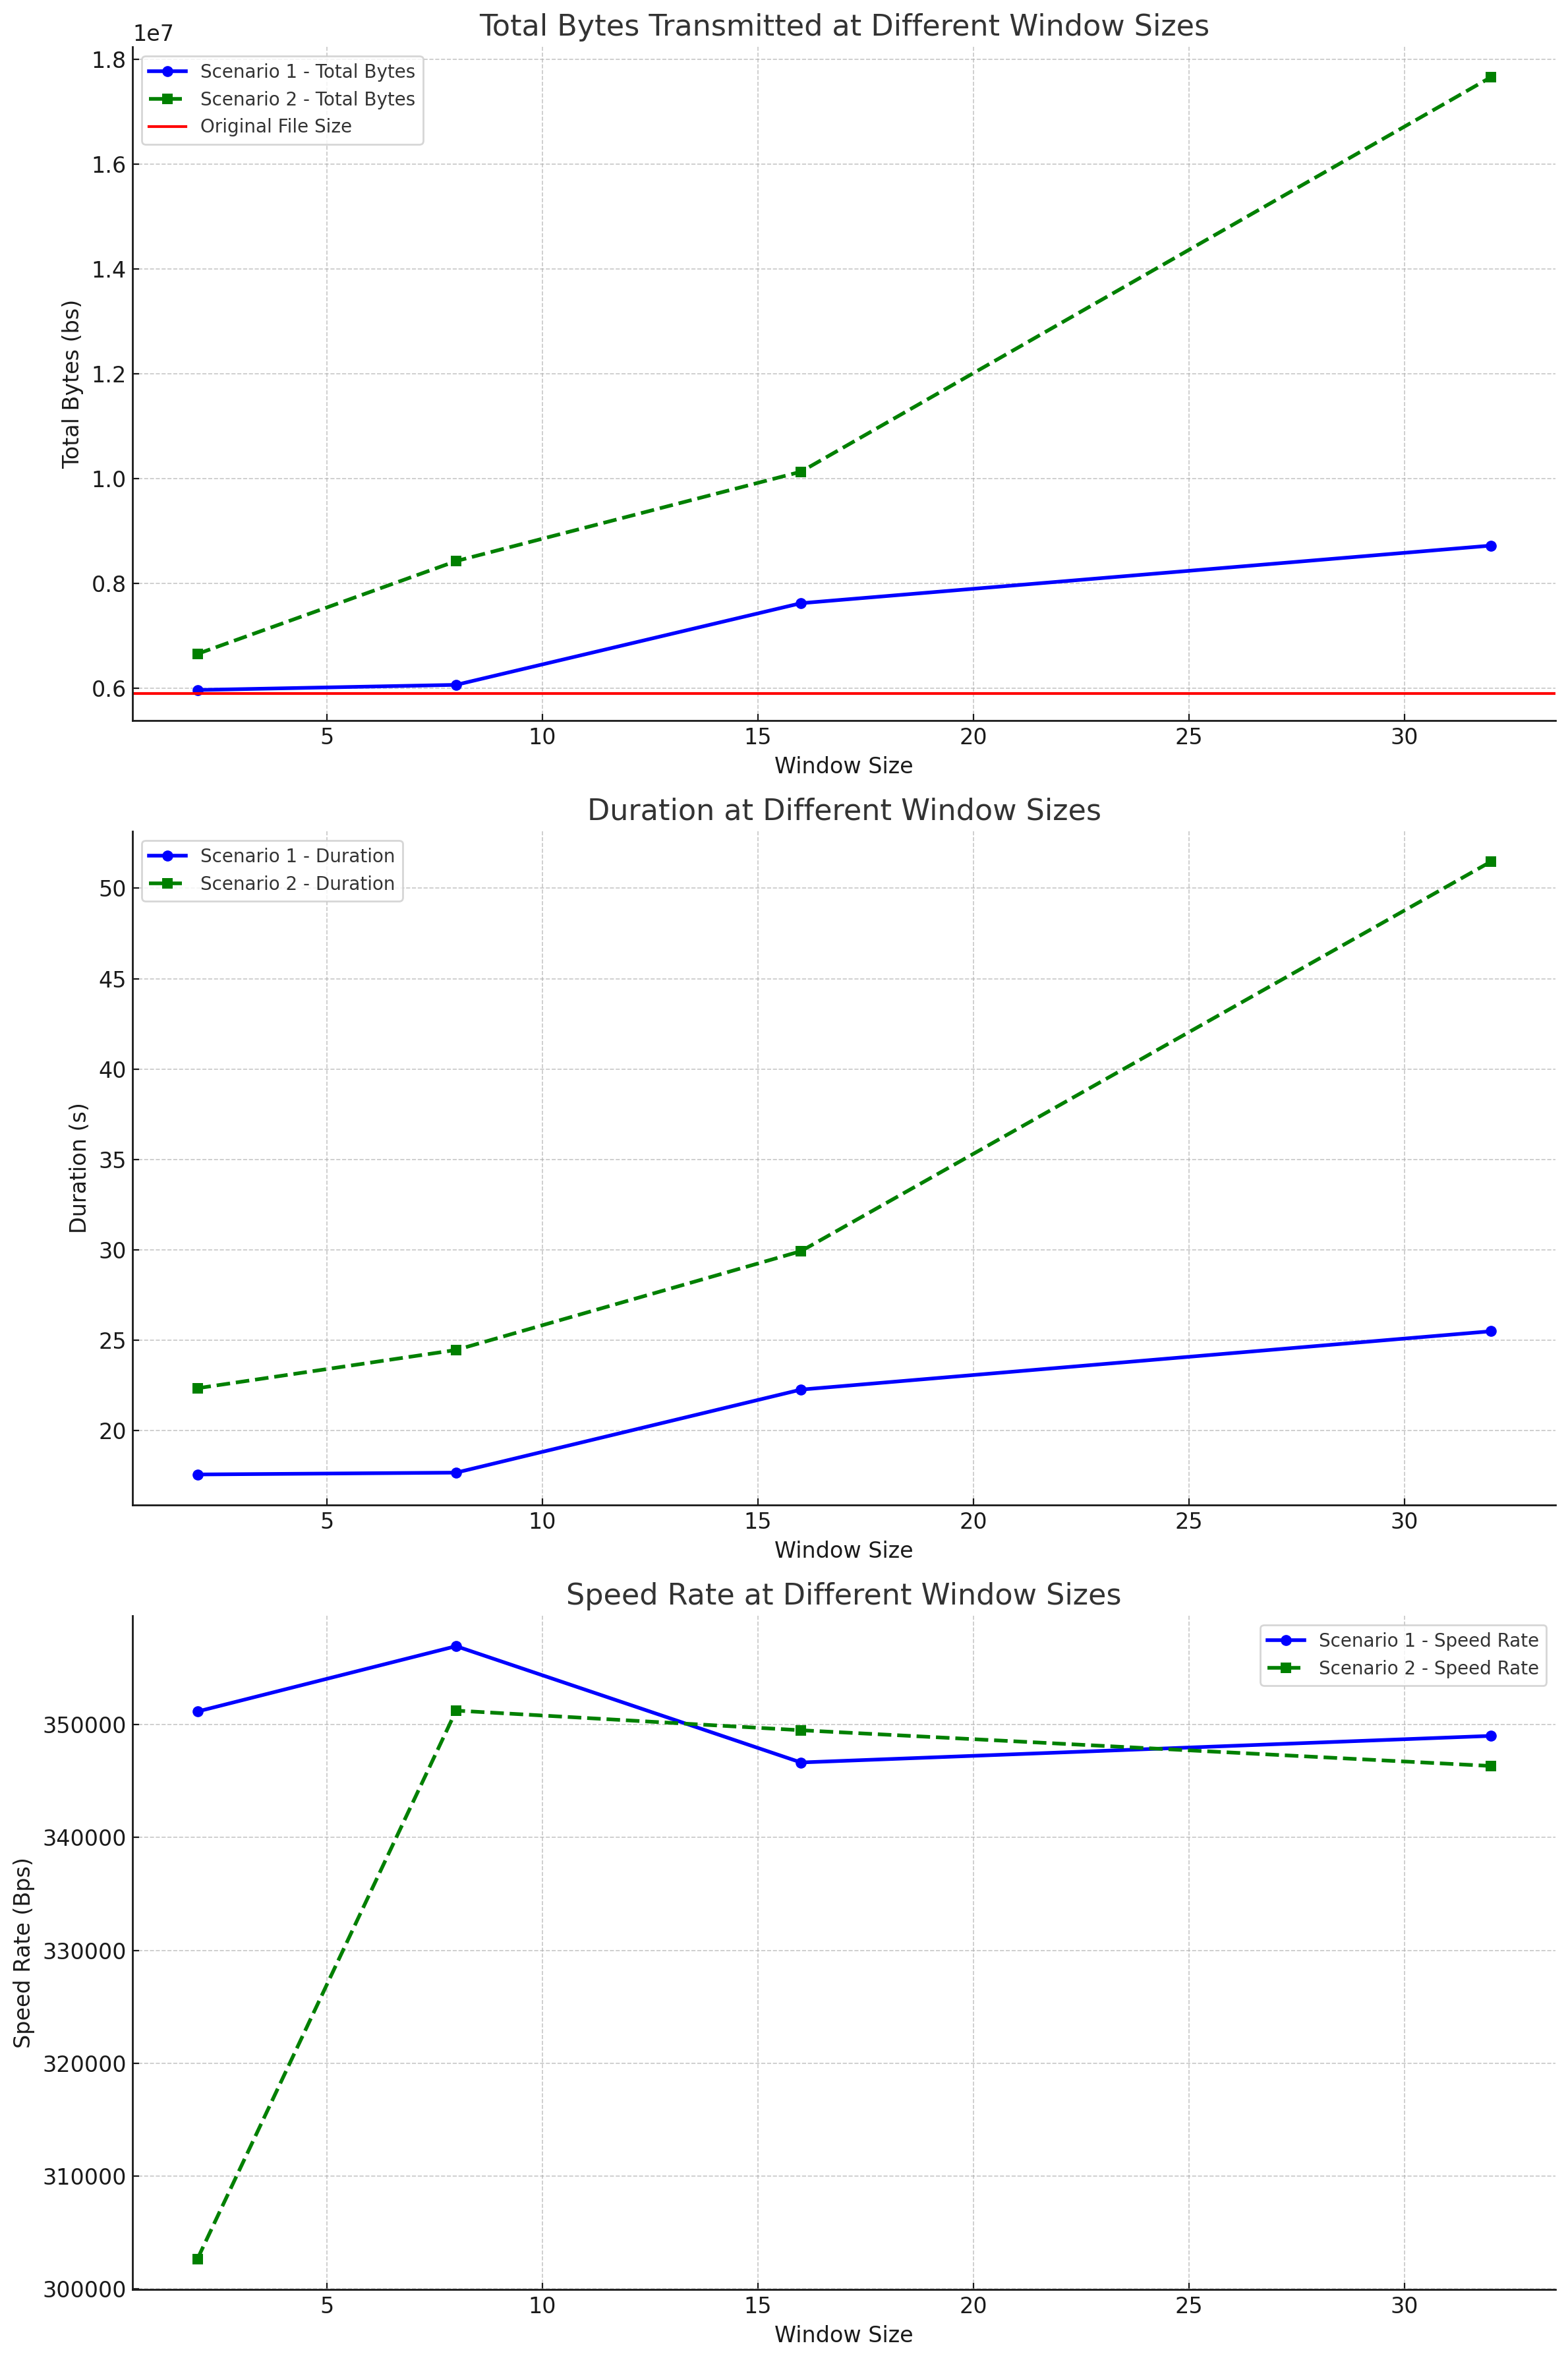 Total Bytes Transmitted at Different Window Sizes
1e7
Scenario 1 - Total Bytes
Scenario 2 - Total Bytes
Original File Size
1.8
1.6
1.4
1.2
1.0
0.8
0.6
Total Bytes (bs)
5 10 15 20 25 30
Window Size
Duration at Different Window Sizes
Scenario 1 - Duration
Scenario 2 - Duration
50
45
40
35
30
25
20
Duration (s)
5 10 15 20 25 30
Window Size
Speed Rate at Different Window Sizes
Scenario 1 - Speed Rate
Scenario 2 - Speed Rate
350000
340000
330000
320000
310000
300000
Speed Rate (Bps)
5 10 15 20 25 30
Window Size